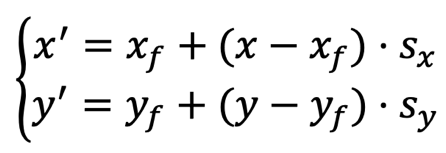 x′ = x_f + (x − x_f) · s_x
y′ = y_f + (y − y_f) · s_y